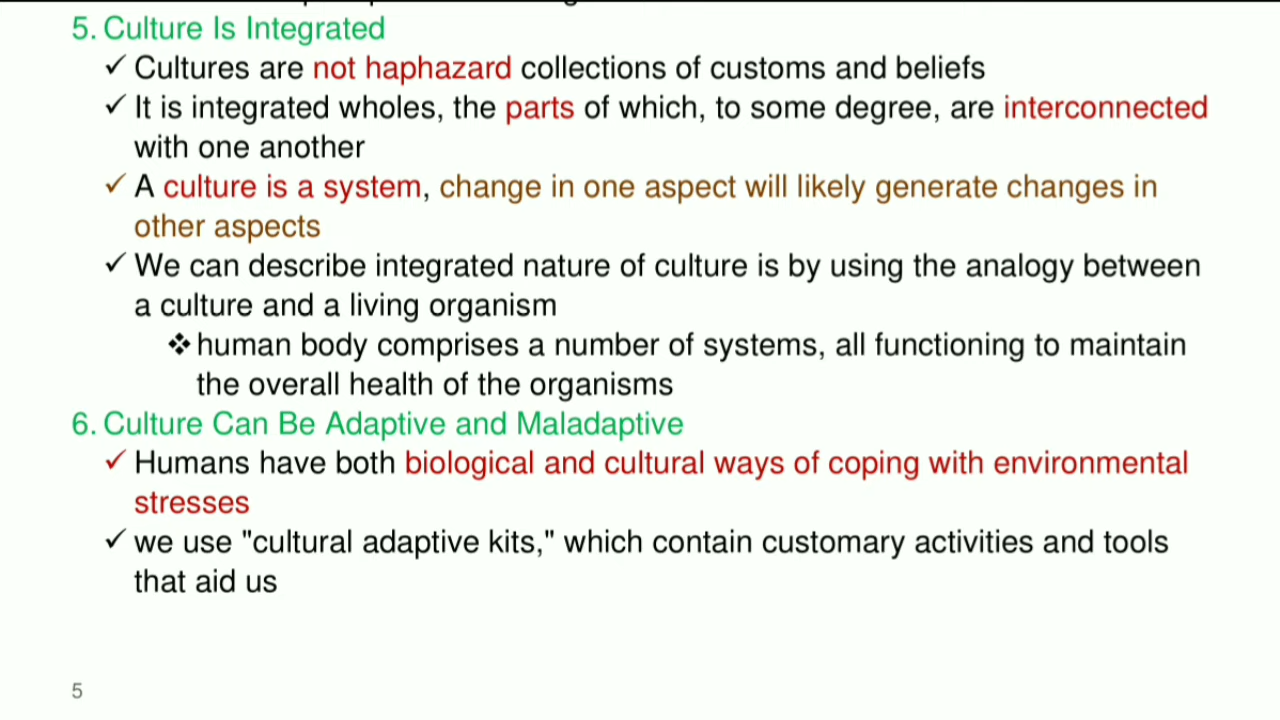 5. Culture Is Integrated
✓ Cultures are not haphazard collections of customs and beliefs
✓ It is integrated wholes, the parts of which, to some degree, are interconnected
with one another
✓ A culture is a system, change in one aspect will likely generate changes in
other aspects
✓ We can describe integrated nature of culture is by using the analogy between
a culture and a living organism
❖ human body comprises a number of systems, all functioning to maintain
the overall health of the organisms
6. Culture Can Be Adaptive and Maladaptive
✓ Humans have both biological and cultural ways of coping with environmental
stresses
✓ we use "cultural adaptive kits," which contain customary activities and tools
that aid us
5